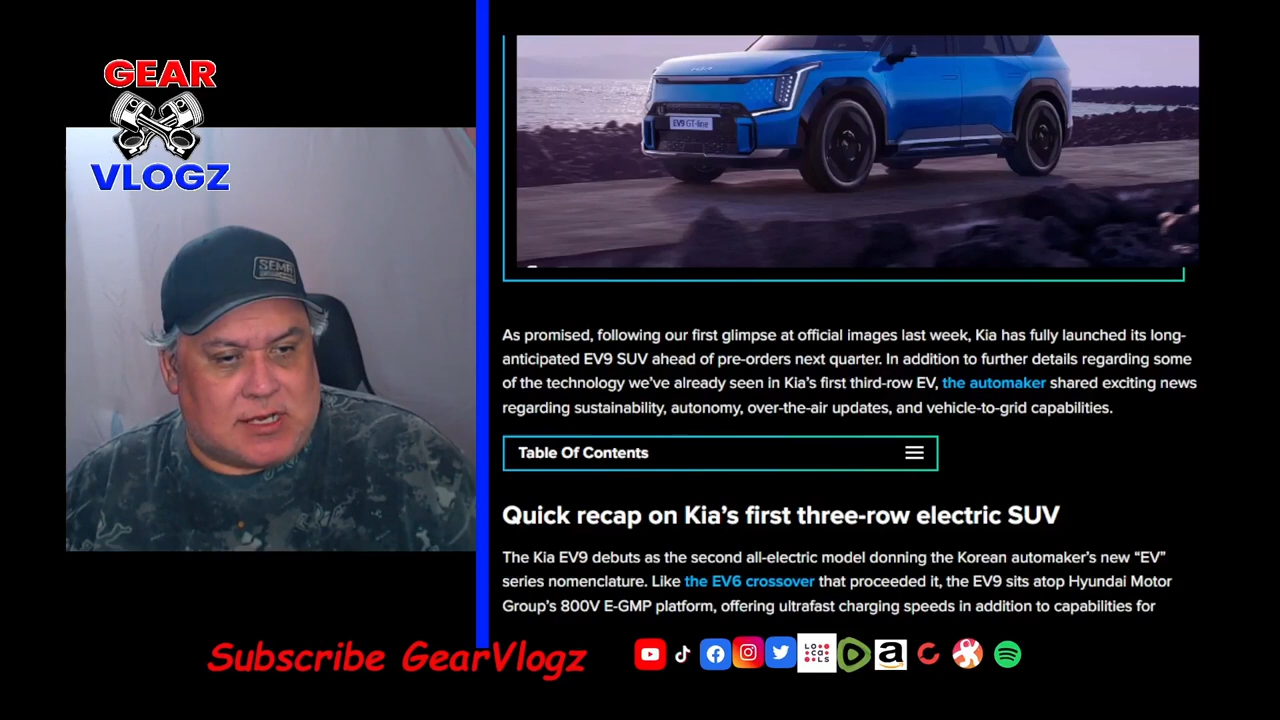 GEAR
VLOGZ
SEMA
EV9 GT-line
As promised, following our first glimpse at official images last week, Kia has fully launched its long-
anticipated EV9 SUV ahead of pre-orders next quarter. In addition to further details regarding some
of the technology we've already seen in Kia's first third-row EV, the automaker shared exciting news
regarding sustainability, autonomy, over-the-air updates, and vehicle-to-grid capabilities.
Table Of Contents
Quick recap on Kia's first three-row electric SUV
The Kia EV9 debuts as the second all-electric model donning the Korean automaker's new “EV”
series nomenclature. Like the EV6 crossover that proceeded it, the EV9 sits atop Hyundai Motor
Group's 800V E-GMP platform, offering ultrafast charging speeds in addition to capabilities for
Subscribe GearVlogz
LOCALS